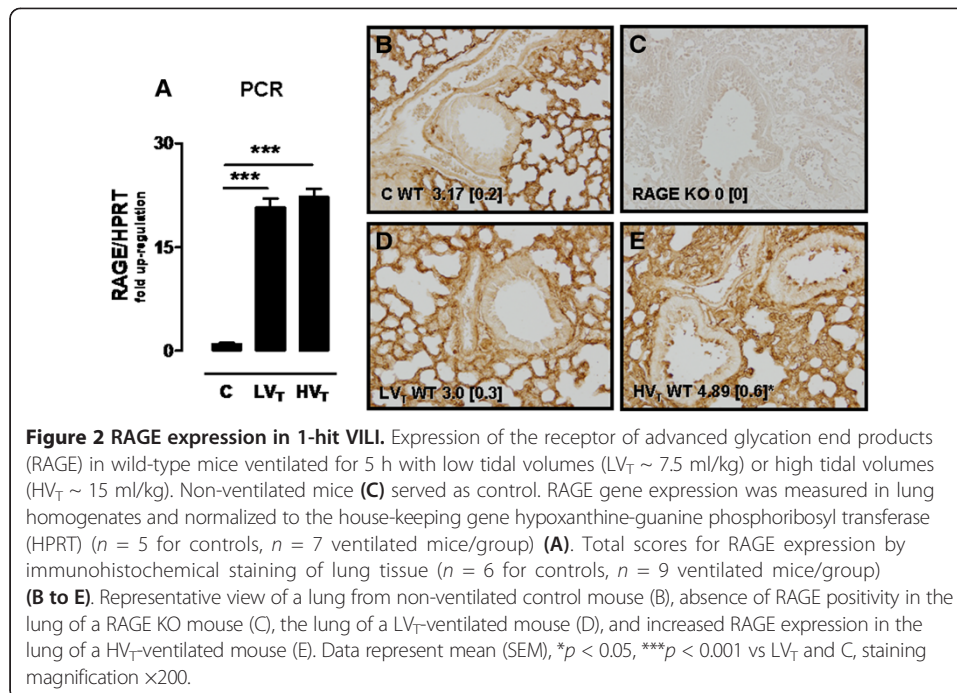 A
PCR
RAGE/HPRT
fold up-regulation
30
15
0
***
***
C LVT HVT
B
C WT 3.17 [0.2]
C
RAGE KO 0 [0]
D
LVT WT 3.0 [0.3]
E
HVT WT 4.89 [0.6]*
Figure 2 RAGE expression in 1-hit VILI. Expression of the receptor of advanced glycation end products
(RAGE) in wild-type mice ventilated for 5 h with low tidal volumes (LVT ~ 7.5 ml/kg) or high tidal volumes
(HVT ~ 15 ml/kg). Non-ventilated mice (C) served as control. RAGE gene expression was measured in lung
homogenates and normalized to the house-keeping gene hypoxanthine-guanine phosphoribosyl transferase
(HPRT) (n = 5 for controls, n = 7 ventilated mice/group) (A). Total scores for RAGE expression by
immunohistochemical staining of lung tissue (n = 6 for controls, n = 9 ventilated mice/group)
(B to E). Representative view of a lung from non-ventilated control mouse (B), absence of RAGE positivity in the
lung of a RAGE KO mouse (C), the lung of a LVT-ventilated mouse (D), and increased RAGE expression in the
lung of a HVT-ventilated mouse (E). Data represent mean (SEM), *p < 0.05, ***p < 0.001 vs LVT and C, staining
magnification ×200.